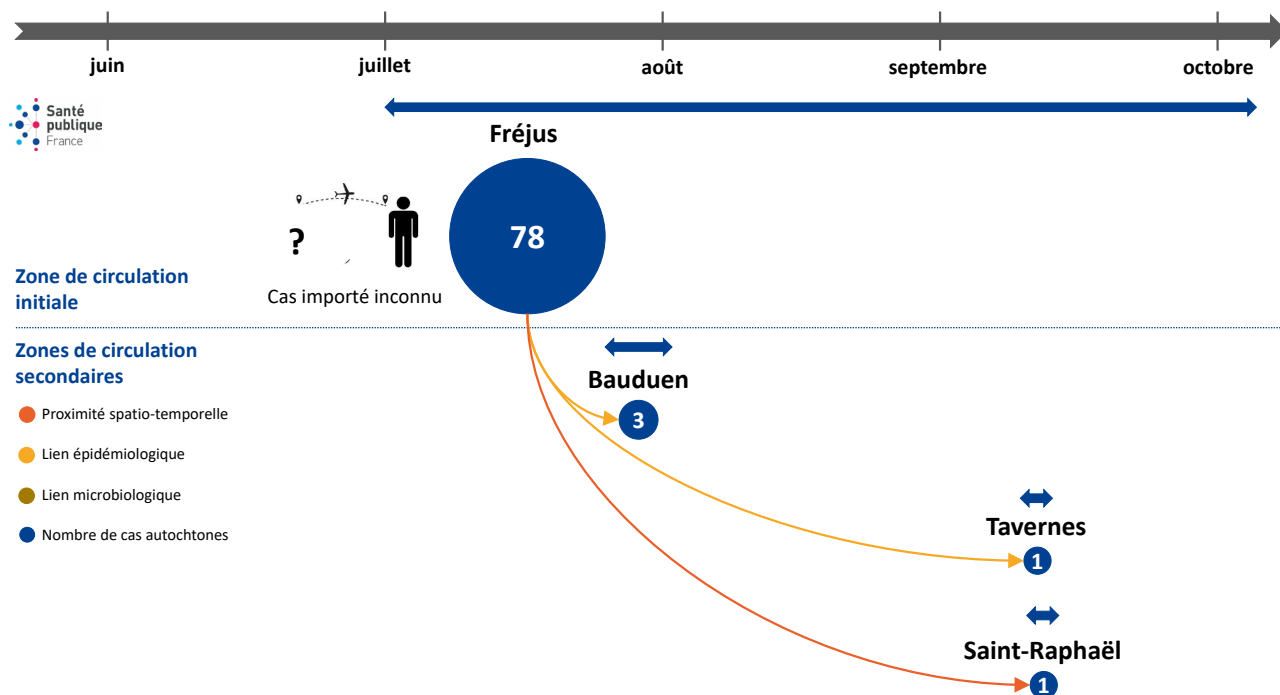 juin
juillet
août
septembre
octobre
Santé
publique
France
Fréjus
78
?
Cas importé inconnu
Zone de circulation
initiale
Zones de circulation
secondaires
Proximité spatio-temporelle
Lien épidémiologique
Lien microbiologique
Nombre de cas autochtones
Bauduen
3
Tavernes
1
Saint-Raphaël
1